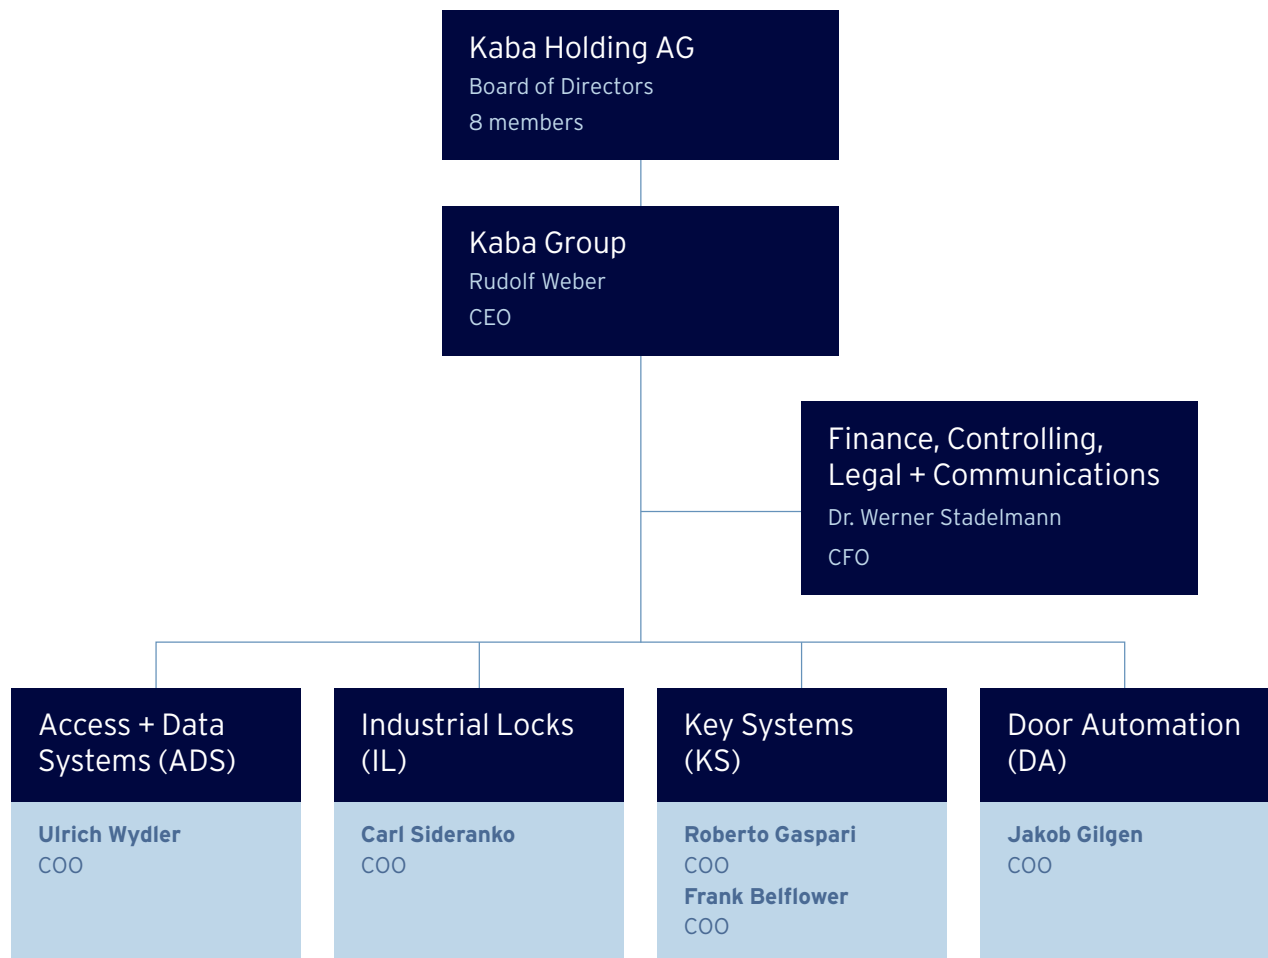 Kaba Holding AG
Board of Directors
8 members
Kaba Group
Rudolf Weber
CEO
Finance, Controlling,
Legal + Communications
Dr. Werner Stadelmann
CFO
Access + Data
Systems (ADS)
Ulrich Wydler
COO
Industrial Locks
(IL)
Carl Sideranko
COO
Key Systems
(KS)
Roberto Gaspari
COO
Frank Belflower
COO
Door Automation
(DA)
Jakob Gilgen
COO